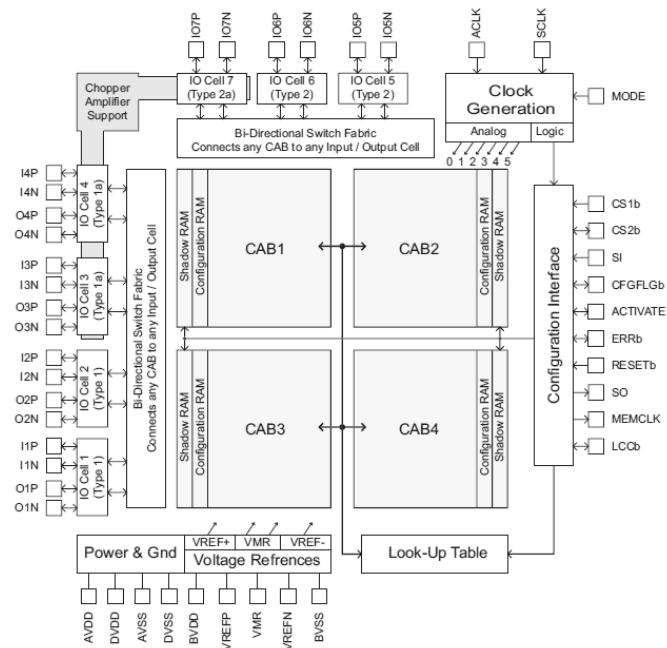 IO7P
IO7N
IO6P
IO6N
IO5P
IO5N
ACLK
SCLK
Chopper
Amplifier
Support
IO Cell 7
(Type 2a)
IO Cell 6
(Type 2)
IO Cell 5
(Type 2)
Clock
Generation
Analog
Logic
MODE
0 1 2 3 4 5
Bi-Directional Switch Fabric
Connects any CAB to any Input / Output Cell
I4P
I4N
O4P
O4N
IO Cell 4
(Type 1a)
I3P
I3N
O3P
O3N
IO Cell 3
(Type 1a)
I2P
I2N
O2P
O2N
IO Cell 2
(Type 1)
I1P
I1N
O1P
O1N
IO Cell 1
(Type 1)
Bi-Directional Switch Fabric
Connects any CAB to any Input / Output Cell
Shadow RAM
Configuration RAM
CAB1
CAB2
Configuration RAM
Shadow RAM
Shadow RAM
Configuration RAM
CAB3
CAB4
Configuration RAM
Shadow RAM
Configuration Interface
CS1b
CS2b
SI
CFGFLGb
ACTIVATE
ERRb
RESETb
SO
MEMCLK
LCCb
Power & Gnd
VREF+
VMR
VREF-
Voltage Refrences
Look-Up Table
AVDD
DVDD
AVSS
DVSS
BVDD
VREFP
VMR
VREFN
BVSS